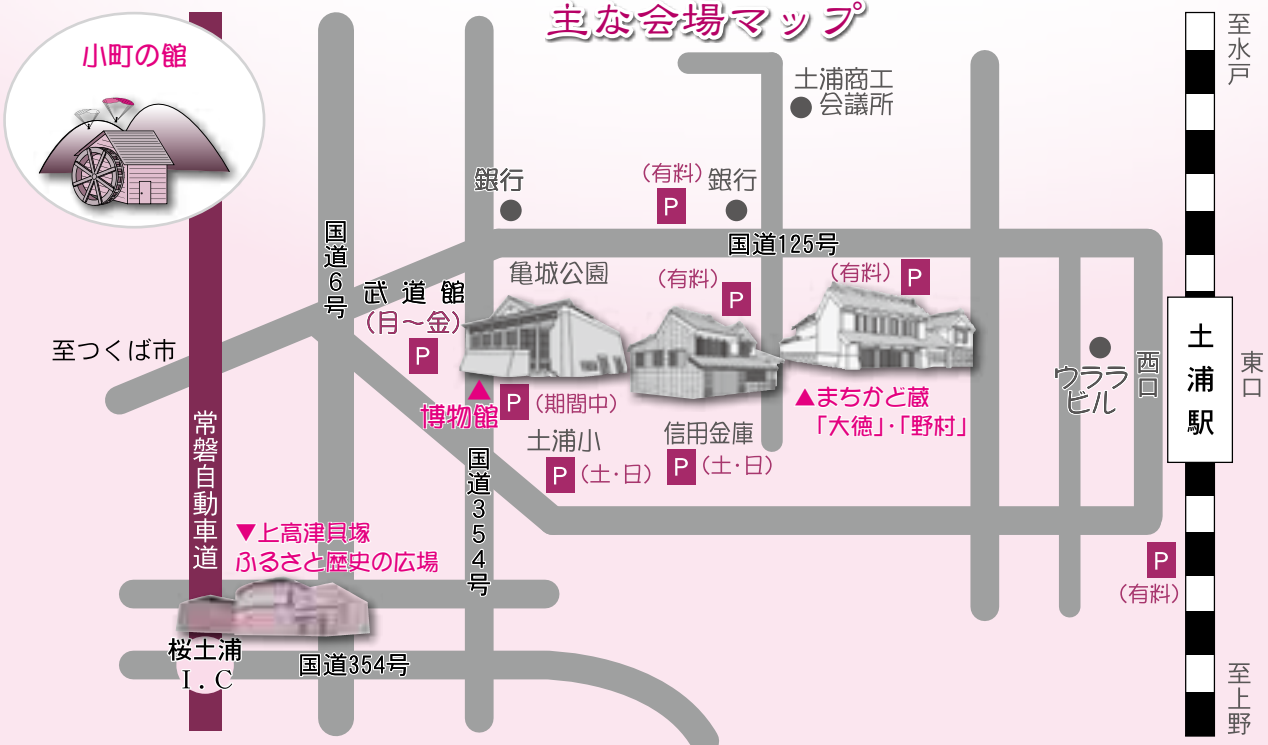 主な会場マップ
小町の館
至水戸
土浦商工
会議所
銀行
(有料)
P
銀行
国道125号
国道6号
亀城公園
武道館
(月～金)
P
(有料)
P
(有料)
P
至つくば市
土浦駅
西口
東口
ウララ
ビル
▲
博物館
P
(期間中)
▲まちかど蔵
「大徳」・「野村」
土浦小
P
(土・日)
信用金庫
P
(土・日)
常磐自動車道
国道354号
▼上高津貝塚
ふるさと歴史の広場
P
(有料)
桜土浦
I.C
国道354号
至上野